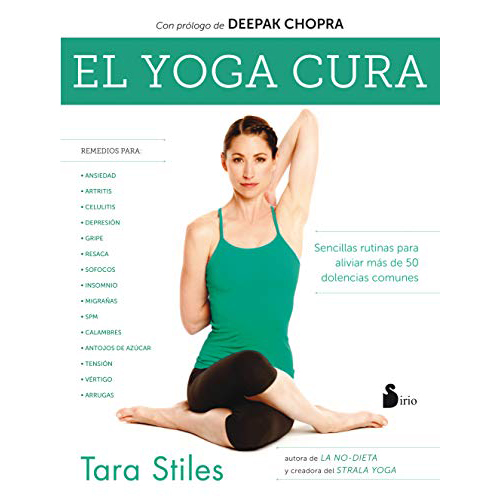 Con prólogo de DEEPAK CHOPRA
EL YOGA CURA
REMEDIOS PARA:
• ANSIEDAD
• ARTRITIS
• CELULITIS
• DEPRESIÓN
• GRIPE
• RESACA
• SOFOCOS
• INSOMNIO
• MIGRAÑAS
• SPM
• CALAMBRES
• ANTOJOS DE AZÚCAR
• TENSIÓN
• VÉRTIGO
• ARRUGAS
Sencillas rutinas para
aliviar más de 50
dolencias comunes
Sirio
Tara Stiles
autora de LA NO-DIETA
y creadora del STRALA YOGA